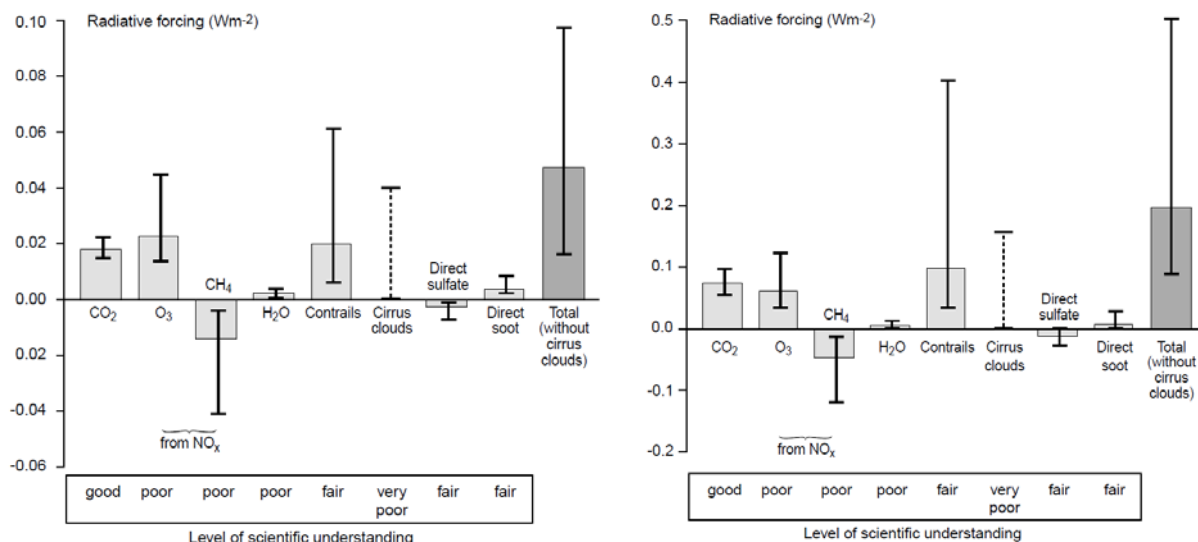 Radiative forcing (Wm-2)
0.10
0.08
0.06
0.04
0.02
0.00
0.02
-0.04
-0.06
CO2
O3
CH4
H2O
Contrails
Cirrus
clouds
Direct
sulfate
Direct
soot
Total
(without
cirrus
clouds)
from NOx
good poor poor poor fair very poor fair fair
Level of scientific understanding
Radiative forcing (Wm-2)
0.5
0.4
0.3
0.2
0.1
0.0
-0.1
-0.2
CO2
O3
CH4
H2O
Contrails
Cirrus
clouds
Direct
sulfate
Direct
soot
Total
(without
cirrus
clouds)
from NOx
good poor poor poor fair very poor fair fair
Level of scientific understanding